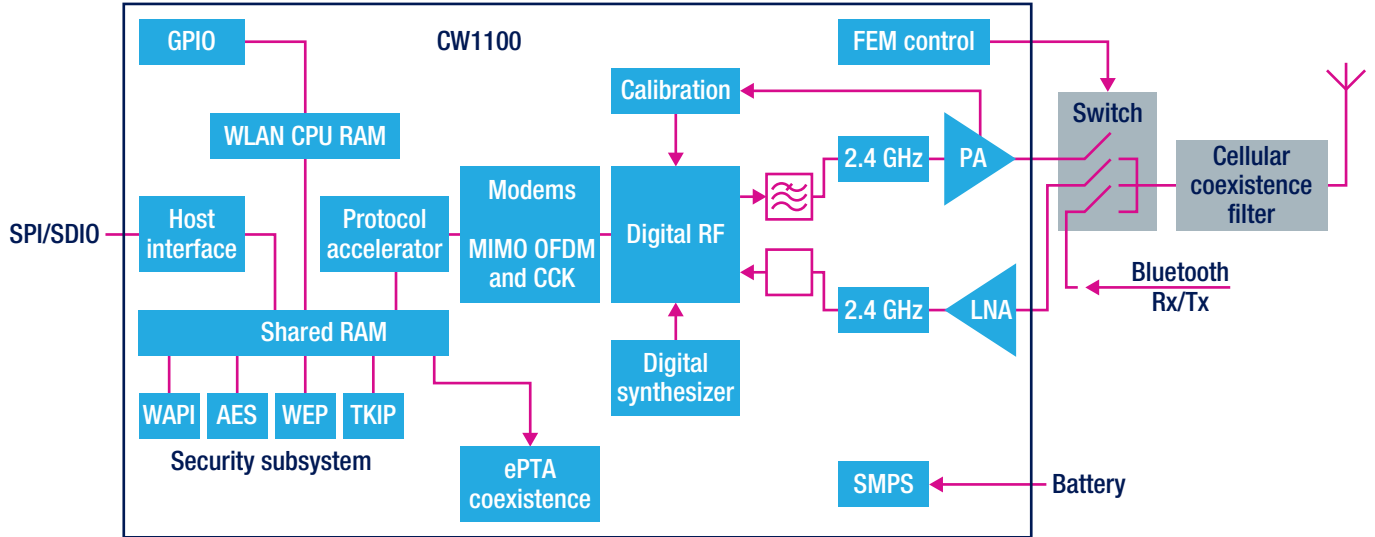 GPIO
CW1100
FEM control
Calibration
Switch
WLAN CPU RAM
2.4 GHz
PA
Cellular
coexistence
filter
Modems
MIMO OFDM
and CCK
Digital RF
SPI/SDIO
Host
interface
Protocol
accelerator
Bluetooth
Rx/Tx
2.4 GHz
LNA
Shared RAM
Digital
synthesizer
WAPI
AES
WEP
TKIP
Security subsystem
ePTA
coexistence
SMPS
Battery